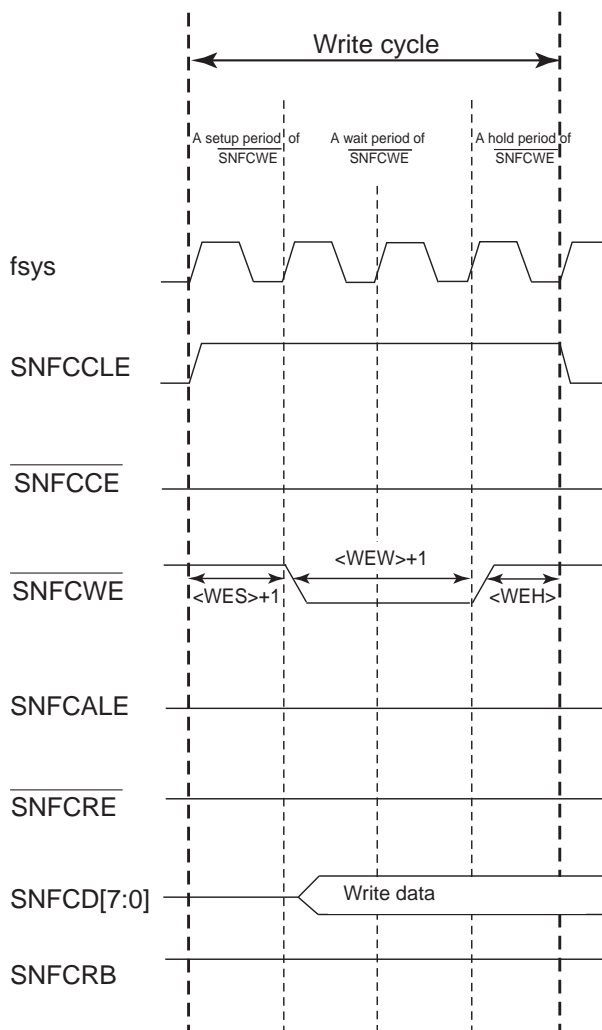 Write cycle
A setup period of
SNFCWE
A wait period of
SNFCWE
A hold period of
SNFCWE
fsys
SNFCCLE
SNFCCE
SNFCWE
<WES>+1
<WEW>+1
<WEH>
SNFCALE
SNFCRE
SNFCD[7:0]
Write data
SNFCRB